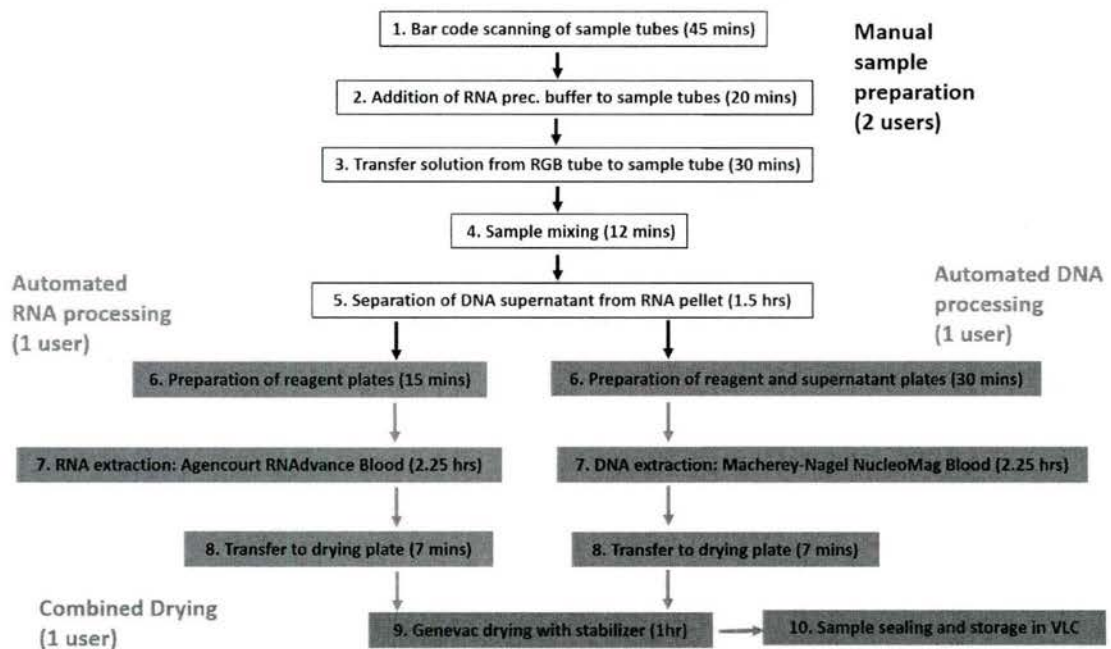 1. Bar code scanning of sample tubes (45 mins)
Manual
sample
preparation
(2 users)
2. Addition of RNA prec. buffer to sample tubes (20 mins)
3. Transfer solution from RGB tube to sample tube (30 mins)
4. Sample mixing (12 mins)
Automated
RNA processing
(1 user)
Automated DNA
processing
(1 user)
5. Separation of DNA supernatant from RNA pellet (1.5 hrs)
6. Preparation of reagent plates (15 mins)
6. Preparation of reagent and supernatant plates (30 mins)
7. RNA extraction: Agencourt RNAdvance Blood (2.25 hrs)
7. DNA extraction: Macherey-Nagel NucleoMag Blood (2.25 hrs)
8. Transfer to drying plate (7 mins)
8. Transfer to drying plate (7 mins)
Combined Drying
(1 user)
9. Genevac drying with stabilizer (1hr)
10. Sample sealing and storage in VLC